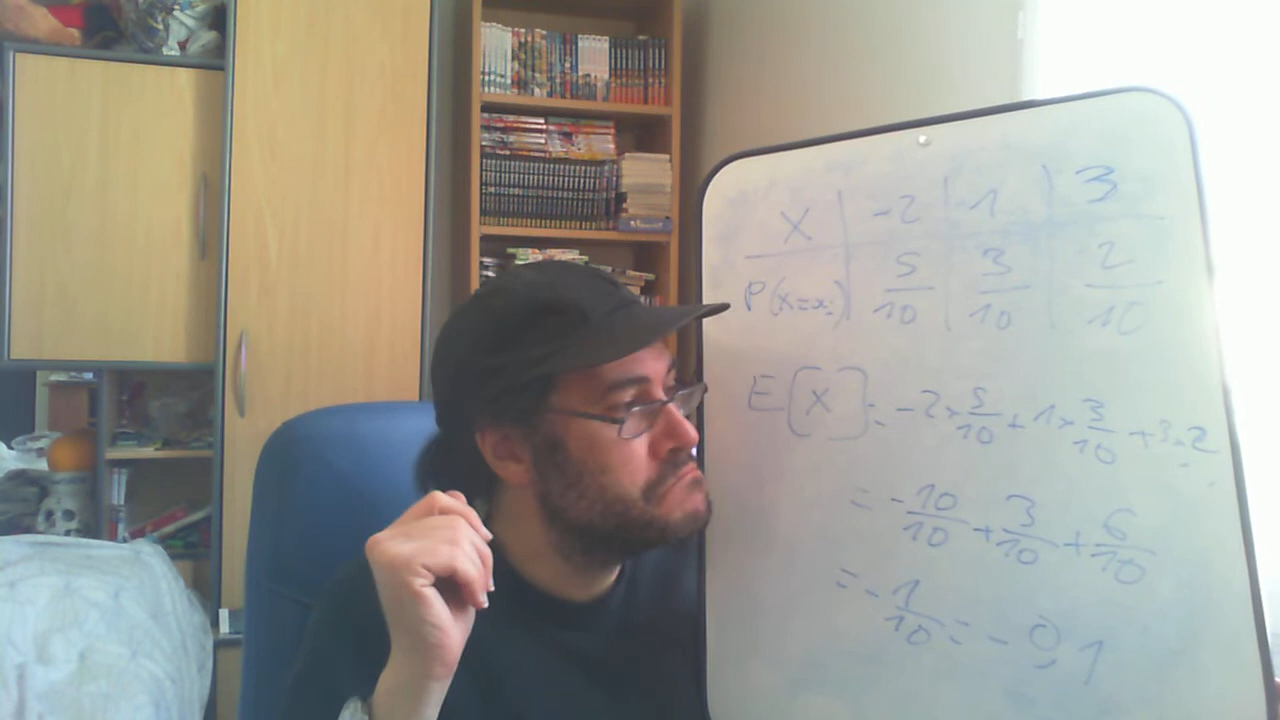 X | -2 | 1 | 3
P(X=xi) | 5/10 | 3/10 | 2/10
E[X] = -2×5/10 + 1×3/10 + 3×2
= -10/10 + 3/10 + 6/10
= -1/10 = -0,1